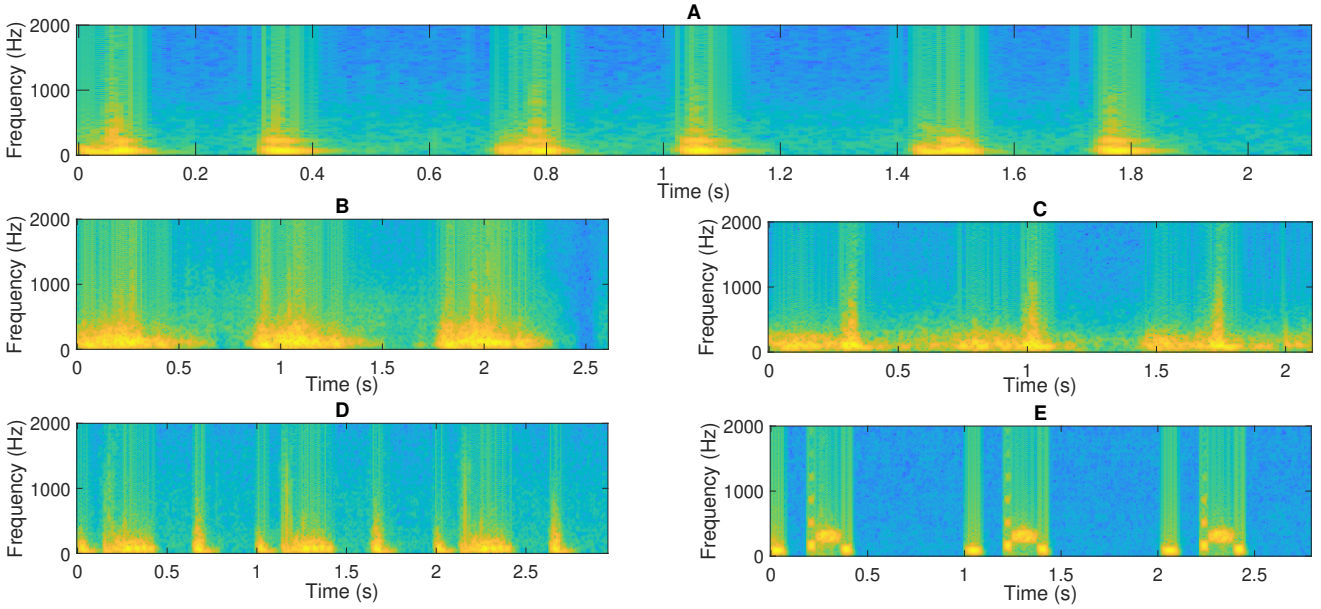 A
Frequency (Hz)
2000
1000
0
0 0.2 0.4 0.6 0.8 1 1.2 1.4 1.6 1.8 2
Time (s)
B
Frequency (Hz)
2000
1000
0
0 0.5 1 1.5 2 2.5
Time (s)
C
Frequency (Hz)
2000
1000
0
0 0.5 1 1.5 2
Time (s)
D
Frequency (Hz)
2000
1000
0
0 0.5 1 1.5 2 2.5
Time (s)
E
Frequency (Hz)
2000
1000
0
0 0.5 1 1.5 2 2.5
Time (s)